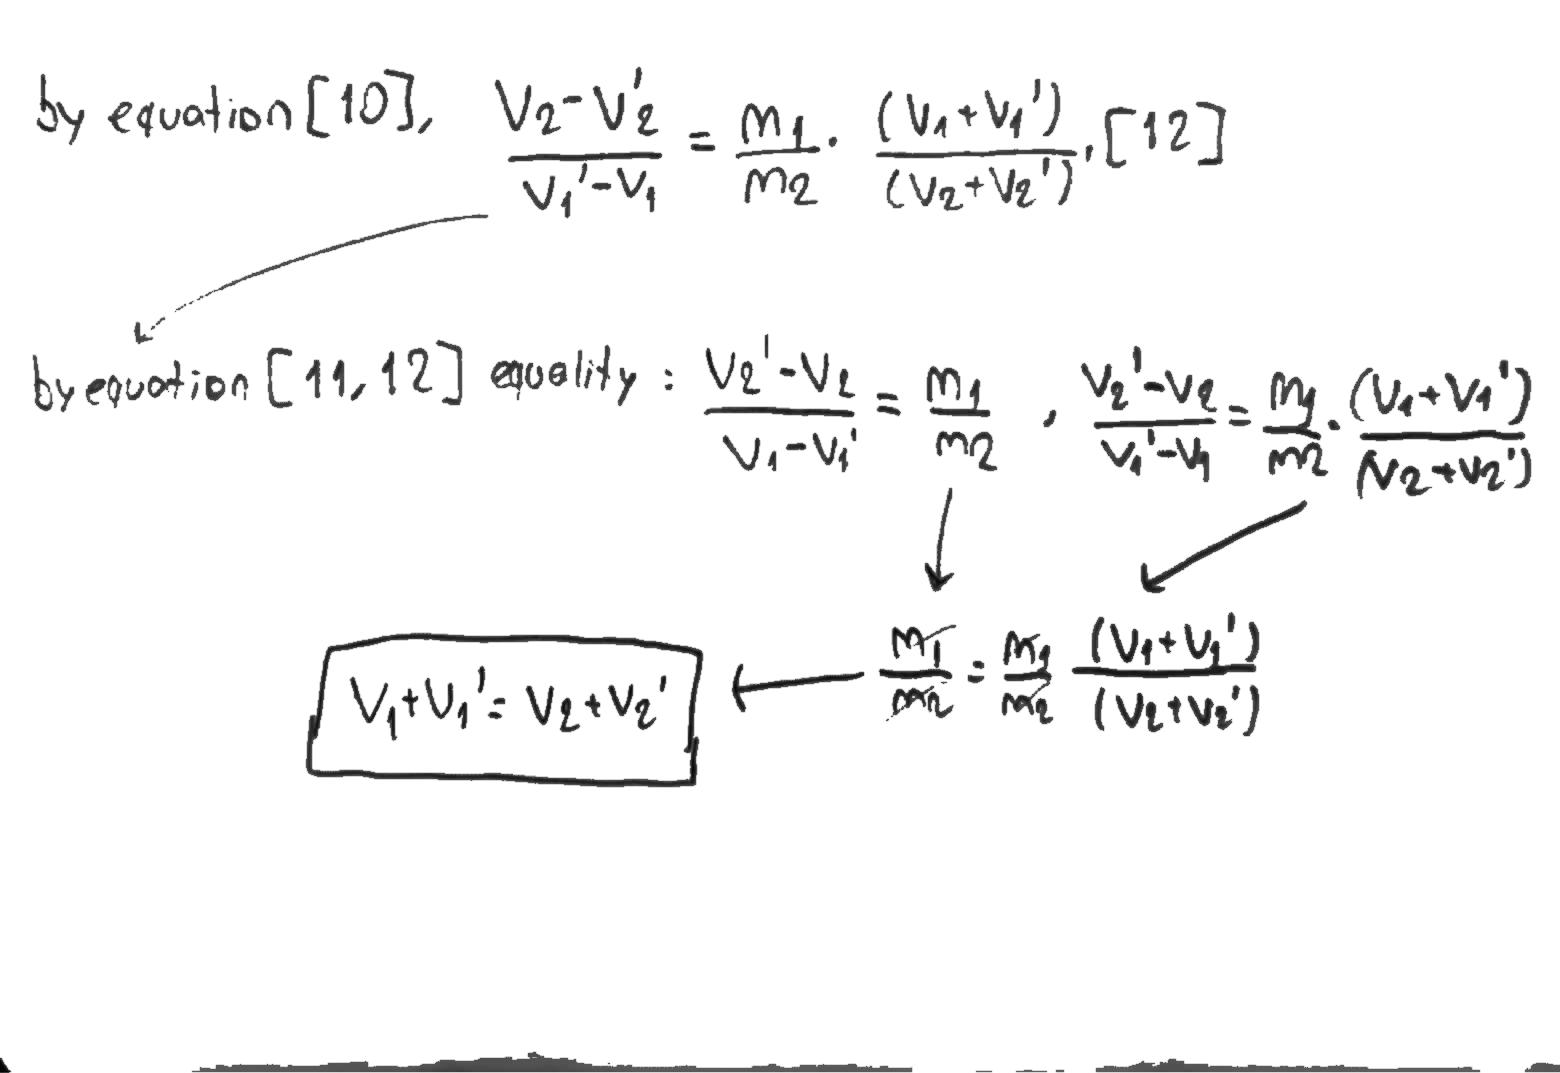 by equation [10], (V₂ - V'₂)/(V₁' - V₁) = m₁/m₂ · (V₁ + V₁')/(V₂ + V₂'), [12]
by equation [11, 12] equality : (V₂' - V₂)/(V₁ - V₁') = m₁/m₂ , (V₂' - V₂)/(V₁' - V₁) = m₁/m₂ · (V₁ + V₁')/(V₂ + V₂')
m₁/m₂ = m₁/m₂ (V₁ + V₁')/(V₂ + V₂')
V₁ + V₁' = V₂ + V₂'